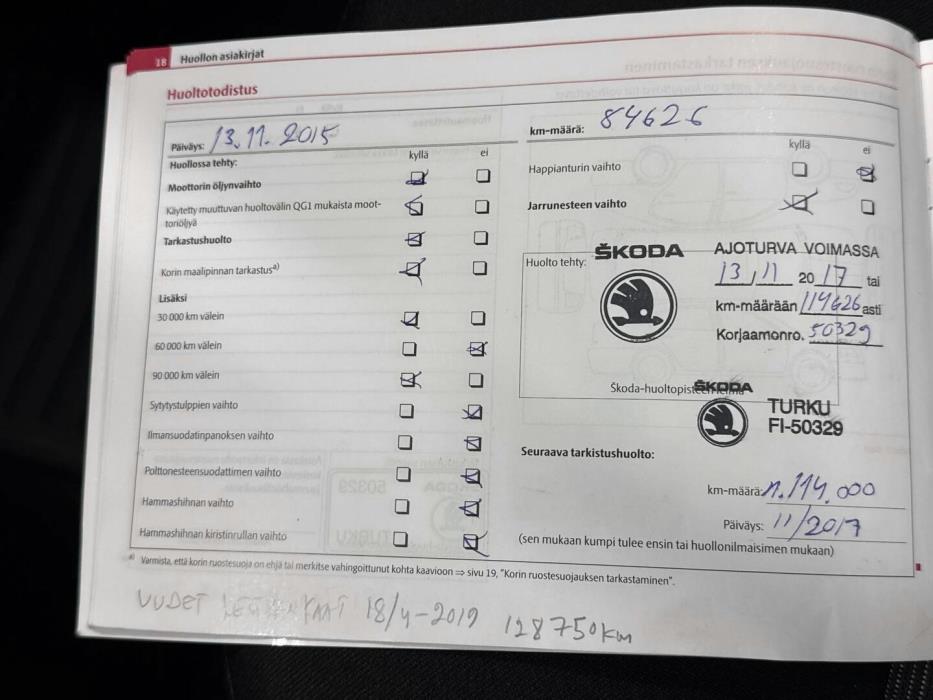 18 Huollon asiakirjat
Huoltotodistus
Päiväys: 13.11.2015
Huollossa tehty: kyllä ei
Moottorin öljynvaihto
Käytetty muuttuvan huoltovälin QG1 mukaista moot-
toriöljyä
Tarkastushuolto
Korin maalipinnan tarkastus a)
Lisäksi
30 000 km välein
60 000 km välein
90 000 km välein
Sytytystulppien vaihto
Ilmansuodatinpanoksen vaihto
Polttonesteensuodattimen vaihto
Hammashihnan vaihto
Hammashihnan kiristinrullan vaihto
km-määrä: 84626
kyllä ei
Happianturin vaihto
Jarrunesteen vaihto
Huolto tehty:
ŠKODA
AJOTURVA VOIMASSA
13/11 2017 tai
km-määrään 114626 asti
Korjaamonro. 50329
Škoda-huoltopisteen
ŠKODA
TURKU
FI-50329
Seuraava tarkistushuolto:
km-määrä: n. 114.000
Päiväys: 11/2017
(sen mukaan kumpi tulee ensin tai huollonilmaisimen mukaan)
a) Varmista, että korin ruostesuoja on ehjä tai merkitse vahingoittunut kohta kaavioon ⇒ sivu 19, "Korin ruostesuojauksen tarkastaminen".
UUDET 18/4-2019 128750km